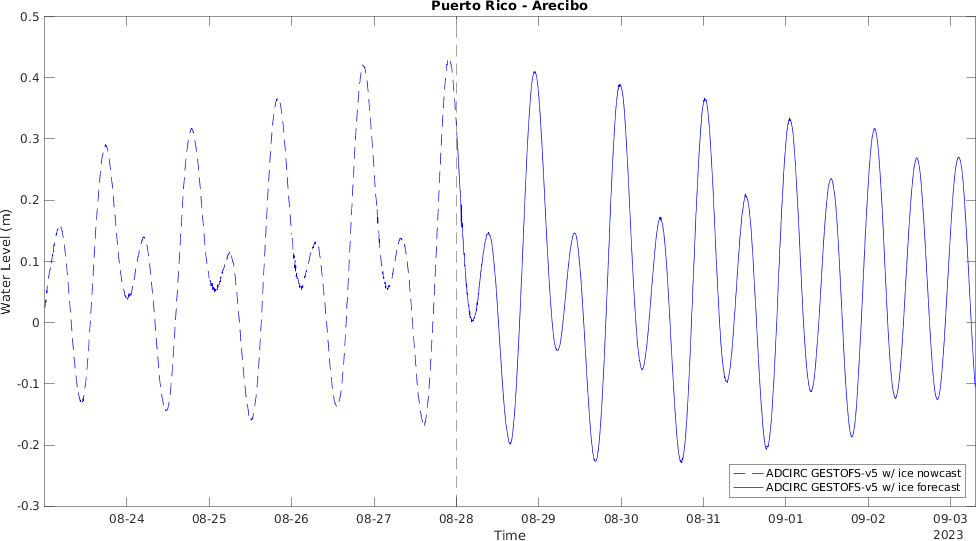 Puerto Rico - Arecibo
0.5
0.4
0.3
0.2
0.1
0
-0.1
-0.2
-0.3
Water Level (m)
ADCIRC GESTOFS-v5 w/ ice nowcast
ADCIRC GESTOFS-v5 w/ ice forecast
08-24 08-25 08-26 08-27 08-28 08-29 08-30 08-31 09-01 09-02 09-03
Time
2023